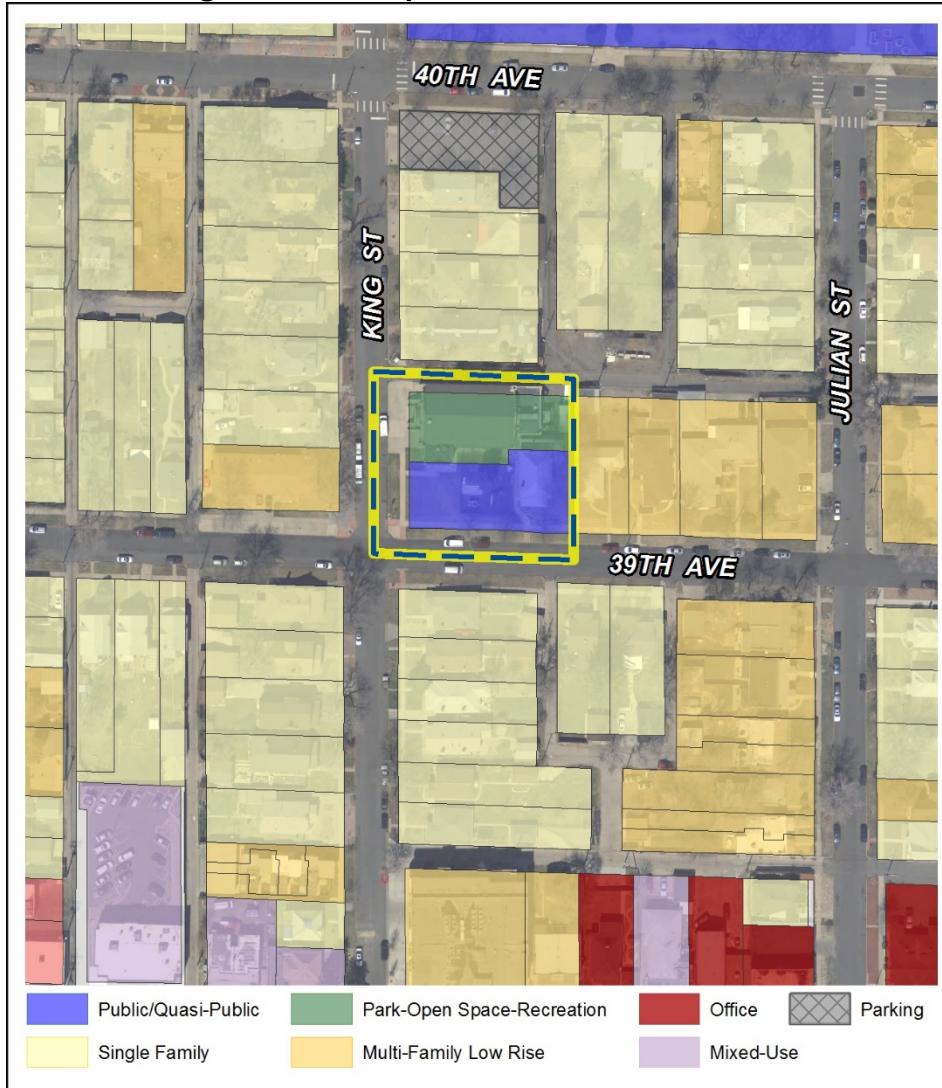 40TH AVE
KING ST
JULIAN ST
39TH AVE
Public/Quasi-Public
Park-Open Space-Recreation
Office
Parking
Single Family
Multi-Family Low Rise
Mixed-Use